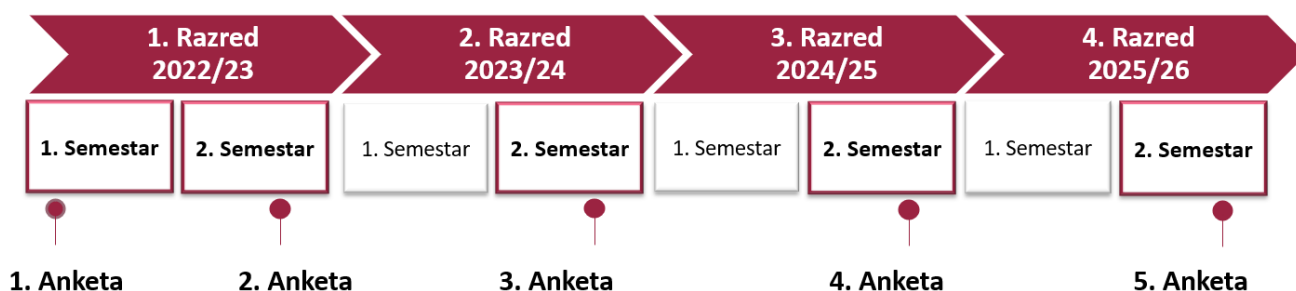 1. Razred
2022/23
2. Razred
2023/24
3. Razred
2024/25
4. Razred
2025/26
1. Semestar
2. Semestar
1. Semestar
2. Semestar
1. Semestar
2. Semestar
1. Semestar
2. Semestar
1. Anketa
2. Anketa
3. Anketa
4. Anketa
5. Anketa